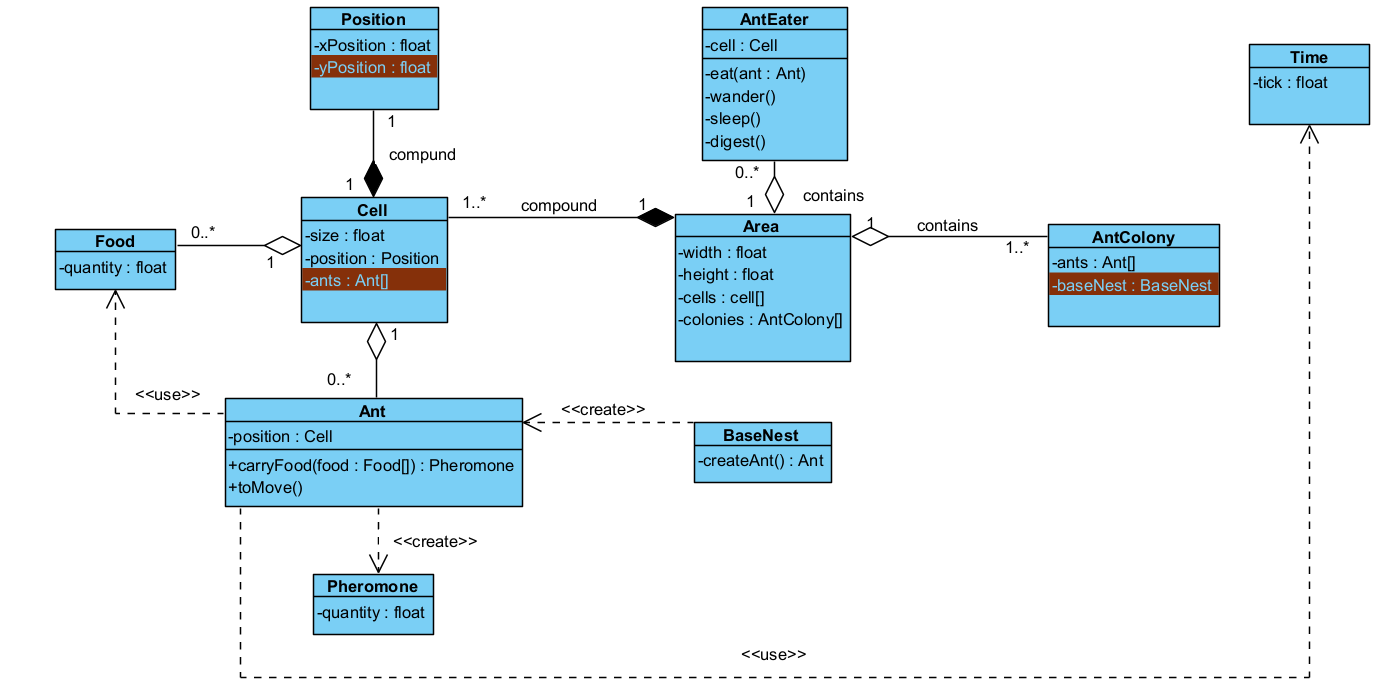 Position
-xPosition : float
-yPosition : float
1
compund
1
AntEater
-cell : Cell
-eat(ant : Ant)
-wander()
-sleep()
-digest()
0..*
1
contains
Time
-tick : float
Cell
-size : float
-position : Position
-ants : Ant[]
1..*
compound
1
Food
-quantity : float
0..*
1
Area
-width : float
-height : float
-cells : cell[]
-colonies : AntColony[]
1
contains
1..*
AntColony
-ants : Ant[]
-baseNest : BaseNest
1
0..*
<<use>>
Ant
-position : Cell
+carryFood(food : Food[]) : Pheromone
+toMove()
<<create>>
BaseNest
-createAnt() : Ant
<<create>>
Pheromone
-quantity : float
<<use>>